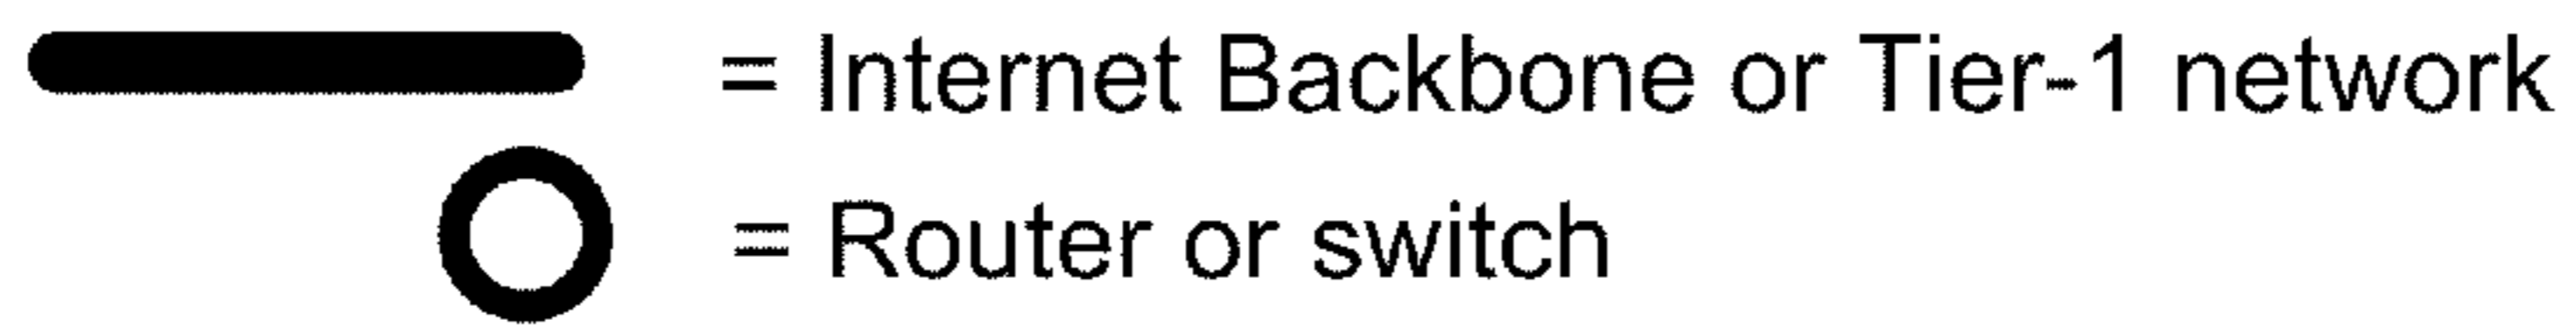 = Internet Backbone or Tier-1 network
= Router or switch